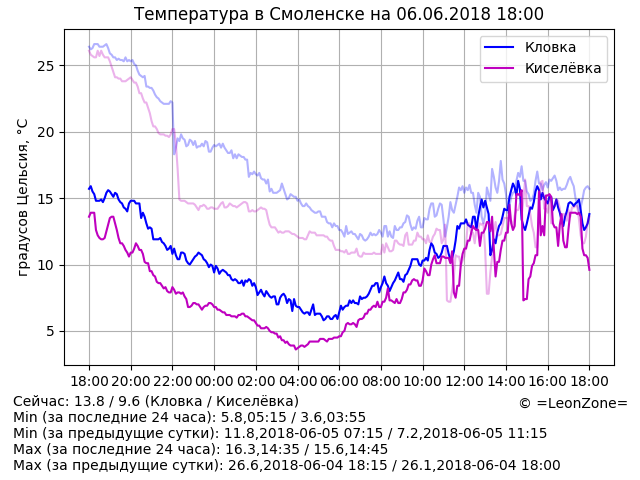 Температура в Смоленске на 06.06.2018 18:00
градусов Цельсия, °C
25
20
15
10
5
Кловка
Киселёвка
18:00 20:00 22:00 00:00 02:00 04:00 06:00 08:00 10:00 12:00 14:00 16:00 18:00
Сейчас: 13.8 / 9.6 (Кловка / Киселёвка)
© =LeonZone=
Min (за последние 24 часа): 5.8,05:15 / 3.6,03:55
Min (за предыдущие сутки): 11.8,2018-06-05 07:15 / 7.2,2018-06-05 11:15
Max (за последние 24 часа): 16.3,14:35 / 15.6,14:45
Max (за предыдущие сутки): 26.6,2018-06-04 18:15 / 26.1,2018-06-04 18:00